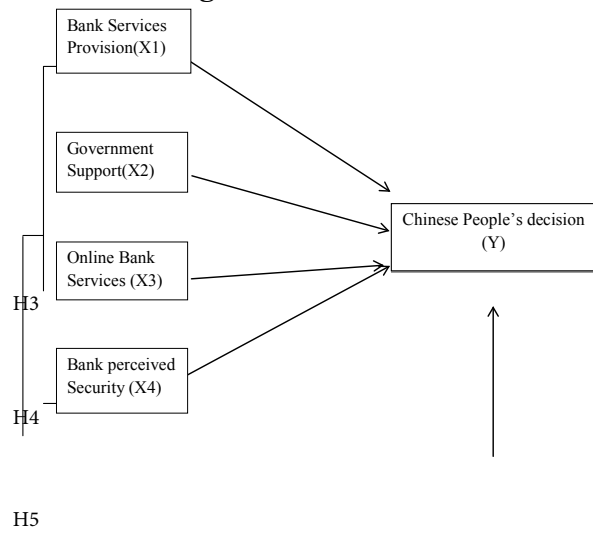 Bank Services
Provision(X1)
Government
Support(X2)
Chinese People's decision
(Y)
Online Bank
Services (X3)
H3
Bank perceived
Security (X4)
H4
H5